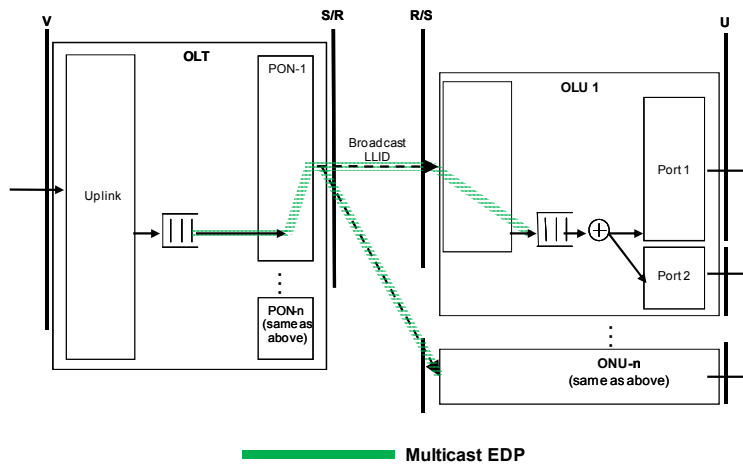 V
S/R
R/S
U
OLT
PON-1
OLU 1
Broadcast
LLID
Uplink
Port 1
Port 2
PON-n
(same as
above)
ONU-n
(same as above)
Multicast EDP